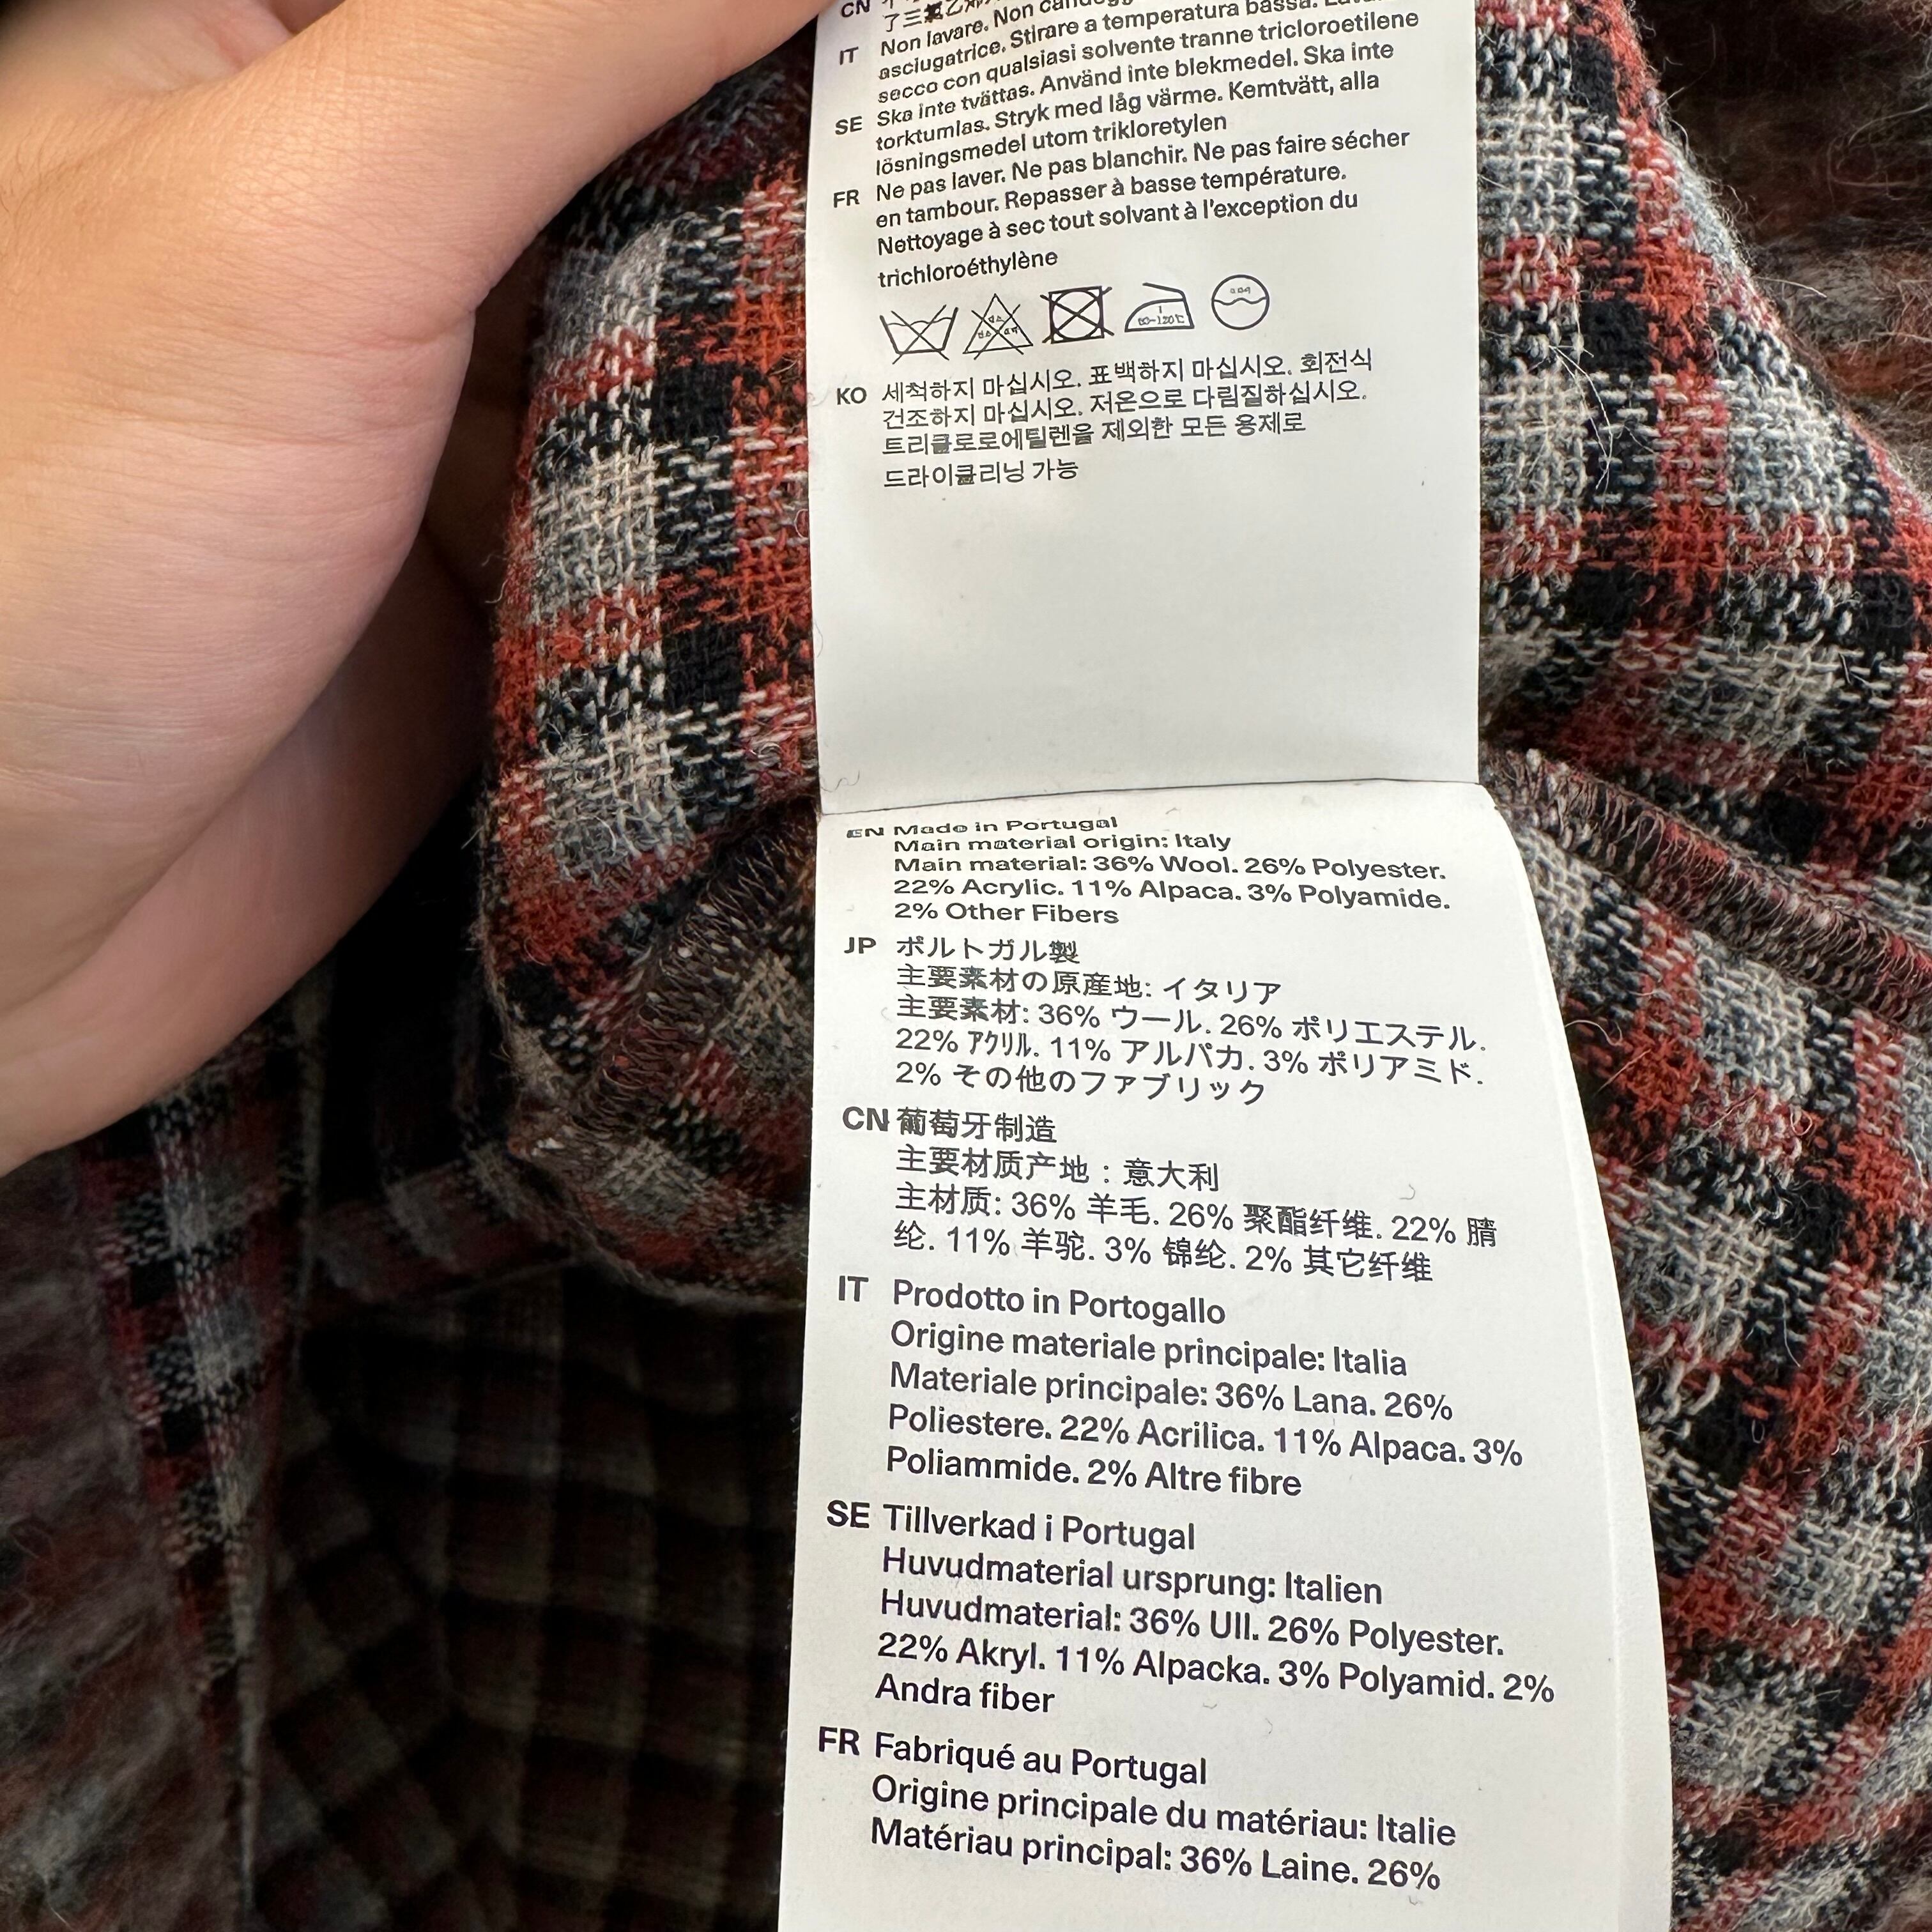 CN
了三氯乙
IT Non lavare. Non
asciugatrice. Stirare a temperatura bassa.
secco con qualsiasi solvente tranne tricloroetilene
SE Ska inte tvättas. Använd inte blekmedel. Ska inte
torktumlas. Stryk med låg värme. Kemtvätt, alla
lösningsmedel utom trikloretylen
FR Ne pas laver. Ne pas blanchir. Ne pas faire sécher
en tambour. Repasser à basse température.
Nettoyage à sec tout solvant à l'exception du
trichloroéthylène
60~120℃
KO 세척하지 마십시오. 표백하지 마십시오. 회전식
건조하지 마십시오. 저온으로 다림질하십시오.
트리클로로에틸렌을 제외한 모든 용제로
드라이클리닝 가능
EN Made in Portugal
Main material origin: Italy
Main material: 36% Wool. 26% Polyester.
22% Acrylic. 11% Alpaca. 3% Polyamide.
2% Other Fibers
JP ポルトガル製
主要素材の原産地: イタリア
主要素材: 36% ウール. 26% ポリエステル.
22% ｱｸﾘﾙ. 11% アルパカ. 3% ポリアミド.
2% その他のファブリック
CN 葡萄牙制造
主要材质产地：意大利
主材质: 36% 羊毛. 26% 聚酯纤维. 22% 腈
纶. 11% 羊驼. 3% 锦纶. 2% 其它纤维
IT Prodotto in Portogallo
Origine materiale principale: Italia
Materiale principale: 36% Lana. 26%
Poliestere. 22% Acrilica. 11% Alpaca. 3%
Poliammide. 2% Altre fibre
SE Tillverkad i Portugal
Huvudmaterial ursprung: Italien
Huvudmaterial: 36% Ull. 26% Polyester.
22% Akryl. 11% Alpacka. 3% Polyamid. 2%
Andra fiber
FR Fabriqué au Portugal
Origine principale du matériau: Italie
Matériau principal: 36% Laine. 26%